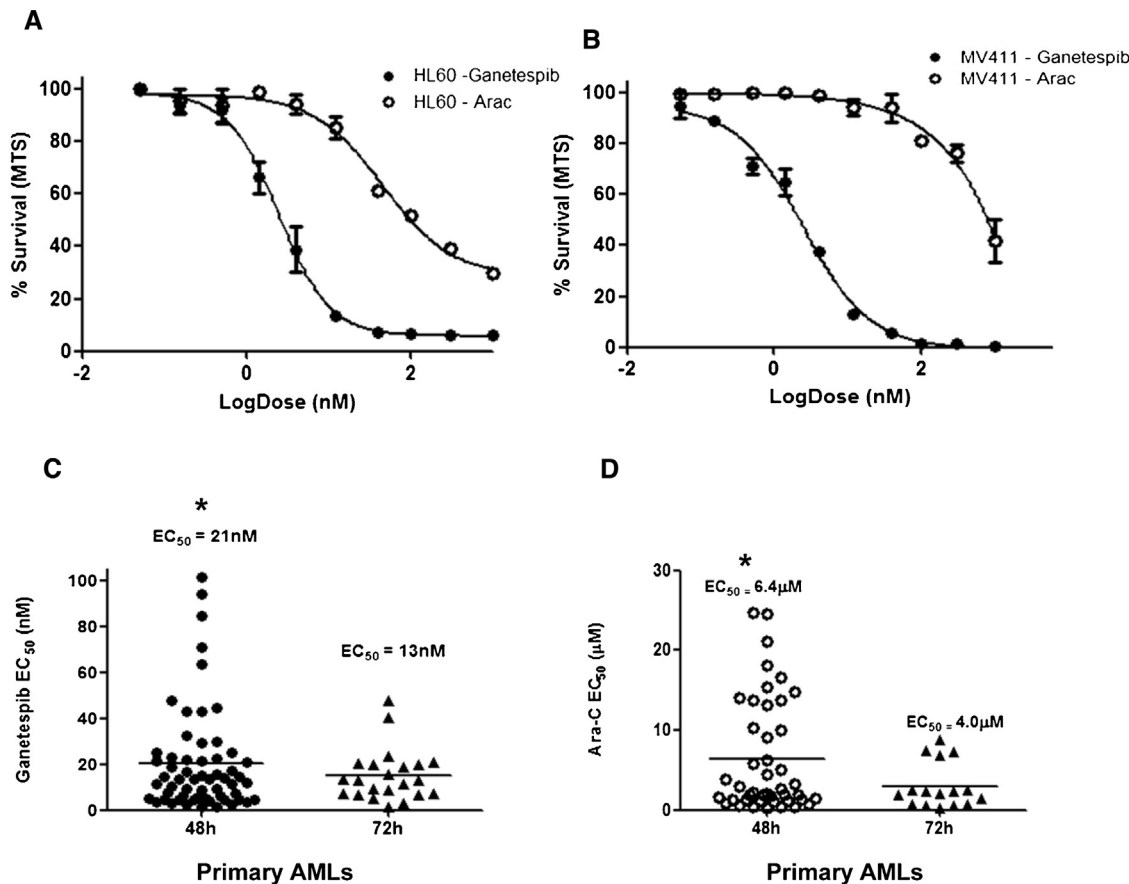 A
HL60 -Ganetespib
HL60 - Arac
% Survival (MTS)
100
80
60
40
20
0
-2
0
2
LogDose (nM)
B
MV411 - Ganetespib
MV411 - Arac
% Survival (MTS)
100
80
60
40
20
0
-2
0
2
LogDose (nM)
C
*
EC50 = 21nM
EC50 = 13nM
Ganetespib EC50 (nM)
100
80
60
40
20
0
48h
72h
Primary AMLs
D
*
EC50 = 6.4µM
EC50 = 4.0µM
Ara-C EC50 (µM)
30
20
10
0
48h
72h
Primary AMLs